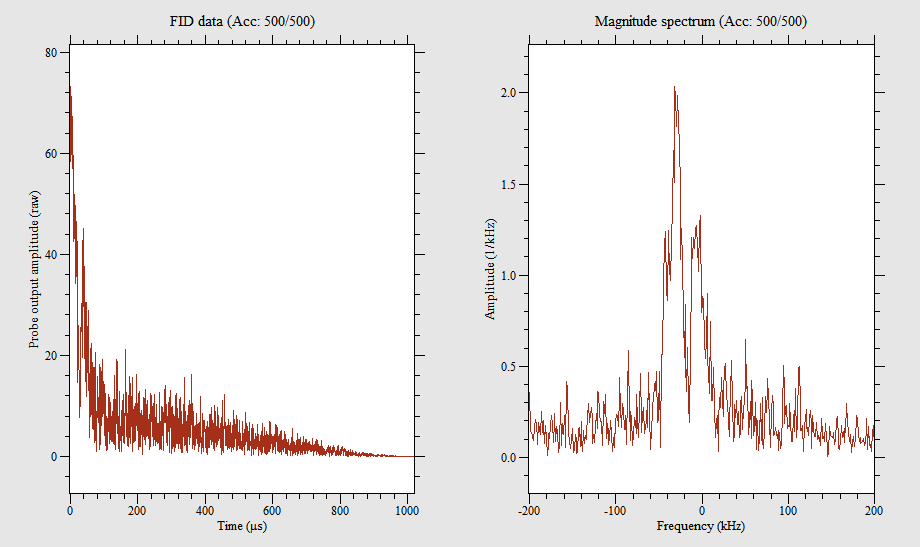 FID data (Acc: 500/500)
Probe output amplitude (raw)
80
60
40
20
0
0 200 400 600 800 1000
Time (µs)
Magnitude spectrum (Acc: 500/500)
Amplitude (1/kHz)
2.0
1.5
1.0
0.5
0.0
-200 -100 0 100 200
Frequency (kHz)